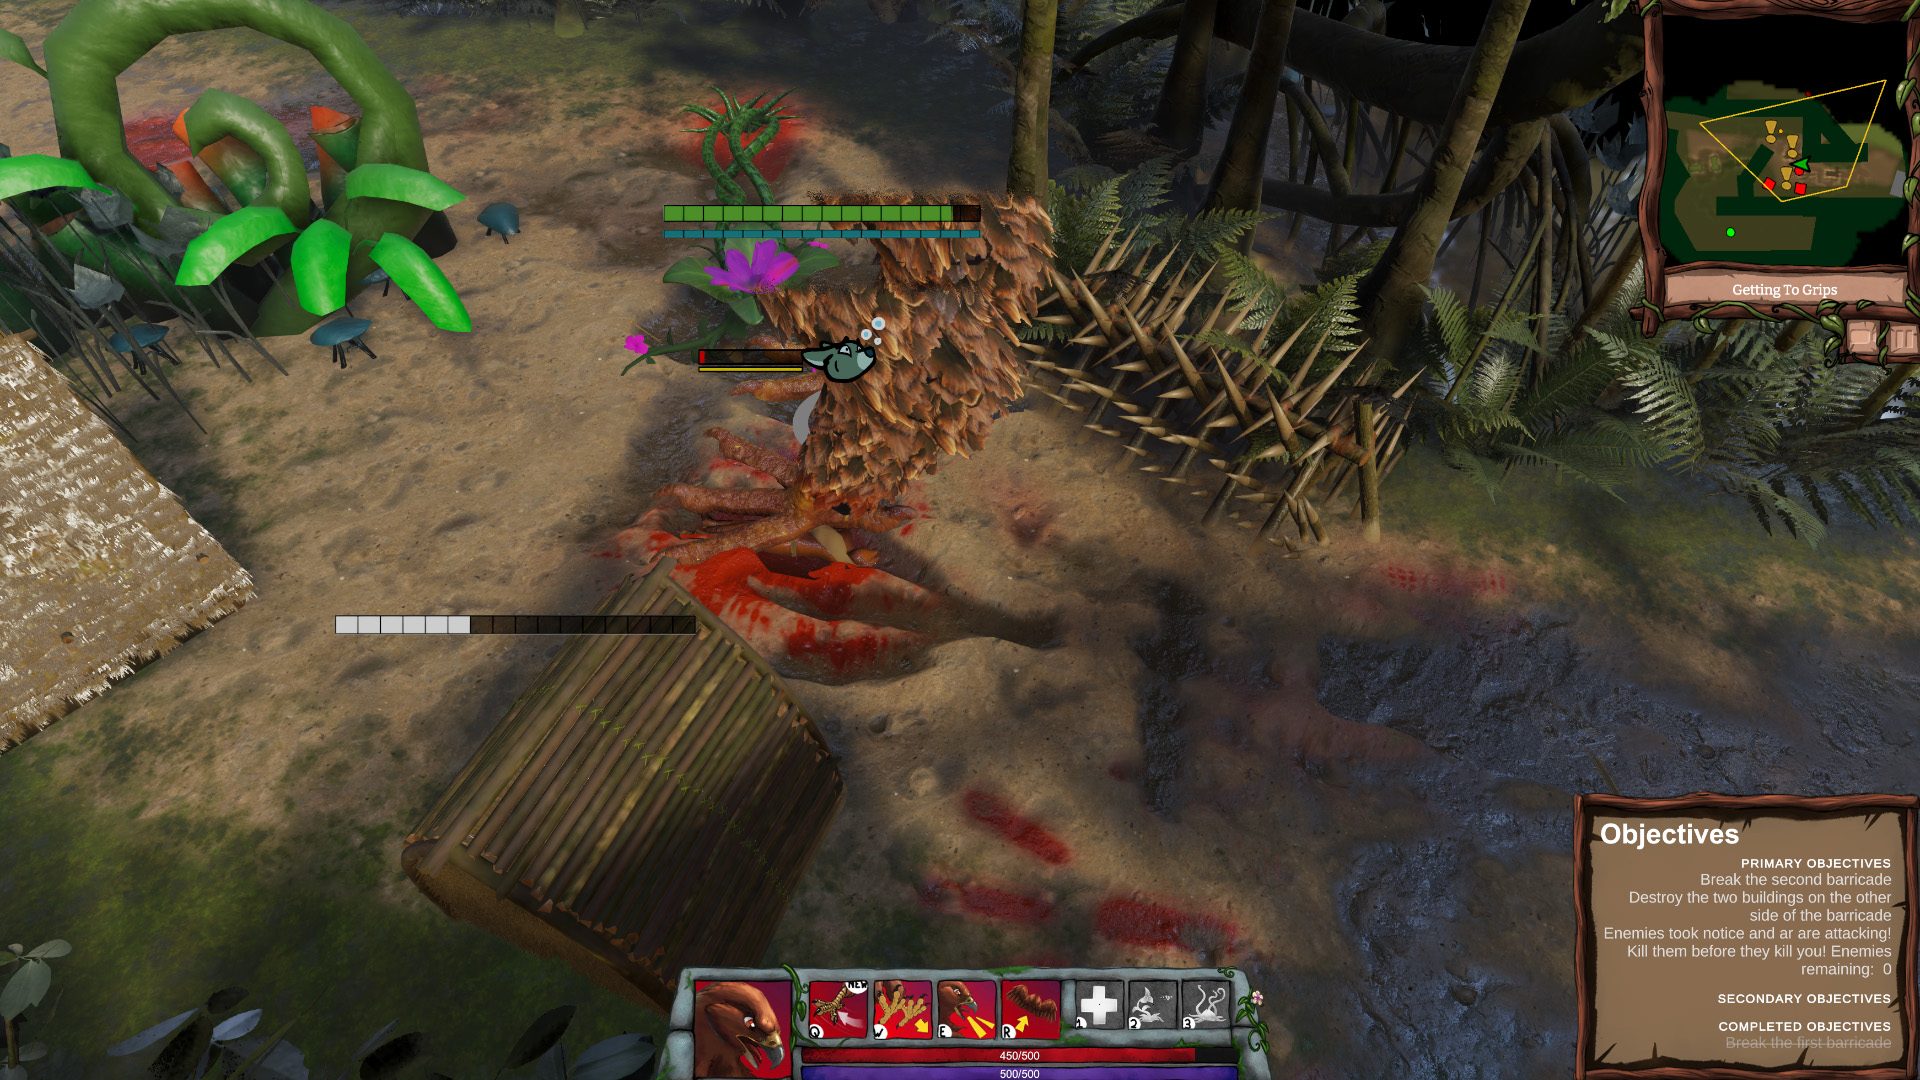 Getting To Grips
Objectives
PRIMARY OBJECTIVES
Break the second barricade
Destroy the two buildings on the other
side of the barricade
Enemies took notice and ar are attacking!
Kill them before they kill you! Enemies
remaining: 0
SECONDARY OBJECTIVES
COMPLETED OBJECTIVES
Break the first barricade
NEW
Q
W
E
R
1
2
3
450/500
500/500